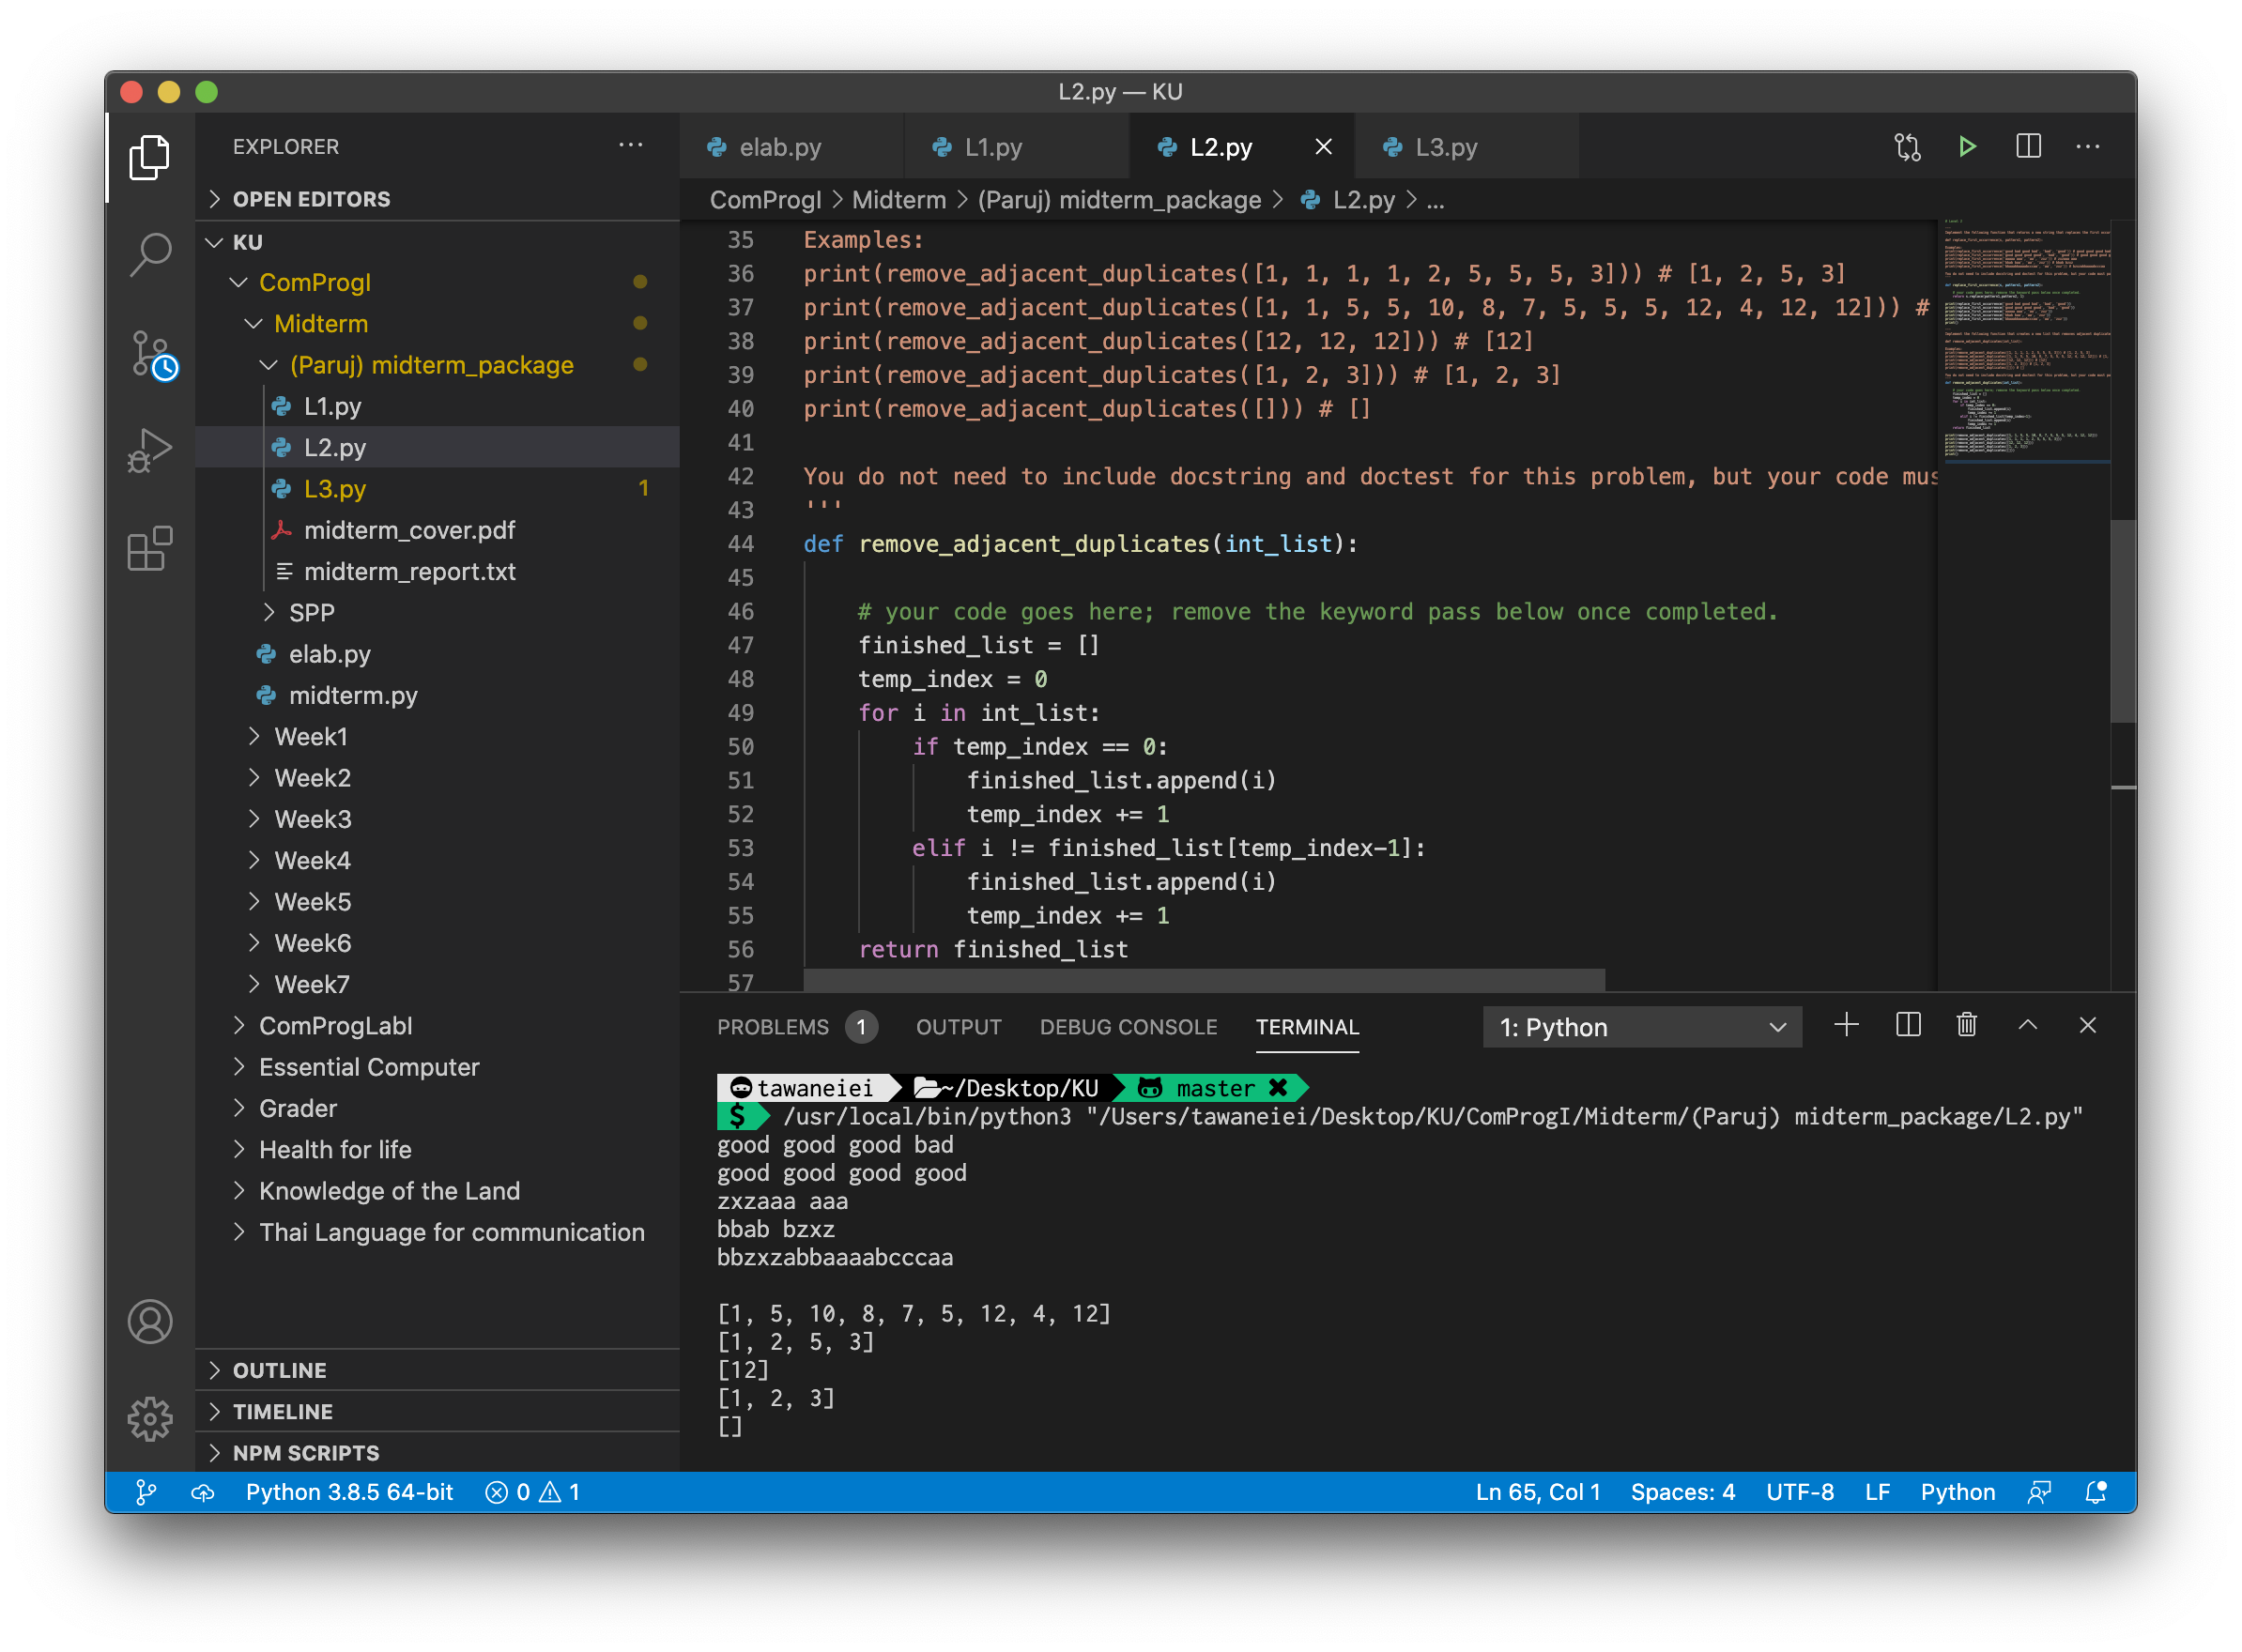 L2.py — KU
EXPLORER
OPEN EDITORS
KU
ComProgI
Midterm
(Paruj) midterm_package
L1.py
L2.py
L3.py 1
midterm_cover.pdf
midterm_report.txt
SPP
elab.py
midterm.py
Week1
Week2
Week3
Week4
Week5
Week6
Week7
ComProgLabI
Essential Computer
Grader
Health for life
Knowledge of the Land
Thai Language for communication
OUTLINE
TIMELINE
NPM SCRIPTS
elab.py L1.py L2.py L3.py
ComProgI > Midterm > (Paruj) midterm_package > L2.py > ...
35 Examples:
36 print(remove_adjacent_duplicates([1, 1, 1, 1, 2, 5, 5, 5, 3])) # [1, 2, 5, 3]
37 print(remove_adjacent_duplicates([1, 1, 5, 5, 10, 8, 7, 5, 5, 5, 12, 4, 12, 12])) #
38 print(remove_adjacent_duplicates([12, 12, 12])) # [12]
39 print(remove_adjacent_duplicates([1, 2, 3])) # [1, 2, 3]
40 print(remove_adjacent_duplicates([])) # []
41
42 You do not need to include docstring and doctest for this problem, but your code mus
43 '''
44 def remove_adjacent_duplicates(int_list):
45
46 # your code goes here; remove the keyword pass below once completed.
47 finished_list = []
48 temp_index = 0
49 for i in int_list:
50 if temp_index == 0:
51 finished_list.append(i)
52 temp_index += 1
53 elif i != finished_list[temp_index-1]:
54 finished_list.append(i)
55 temp_index += 1
56 return finished_list
57
PROBLEMS 1 OUTPUT DEBUG CONSOLE TERMINAL 1: Python
tawaneiei ~/Desktop/KU master ✖
$ /usr/local/bin/python3 "/Users/tawaneiei/Desktop/KU/ComProgI/Midterm/(Paruj) midterm_package/L2.py"
good good good bad
good good good good
zxzaaa aaa
bbab bzxz
bbzxzabbaaaabcccaa
[1, 5, 10, 8, 7, 5, 12, 4, 12]
[1, 2, 5, 3]
[12]
[1, 2, 3]
[]
Python 3.8.5 64-bit 0 1 Ln 65, Col 1 Spaces: 4 UTF-8 LF Python